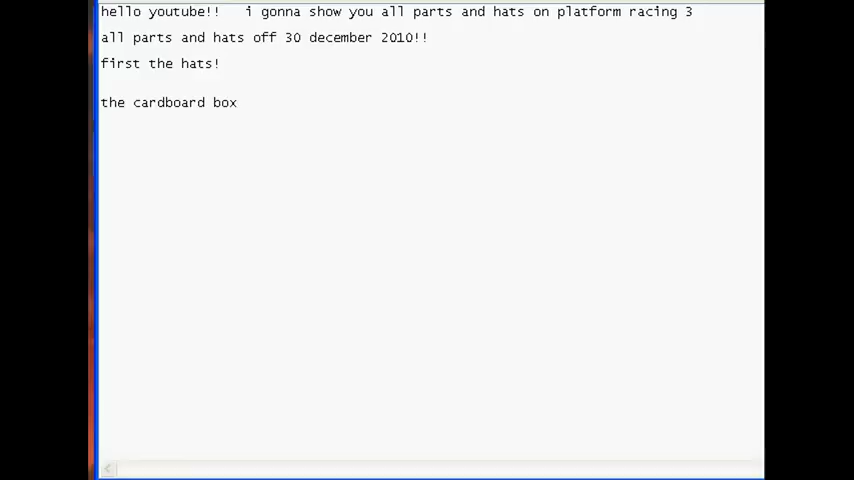 hello youtube!!   i gonna show you all parts and hats on platform racing 3
all parts and hats off 30 december 2010!!
first the hats!
the cardboard box